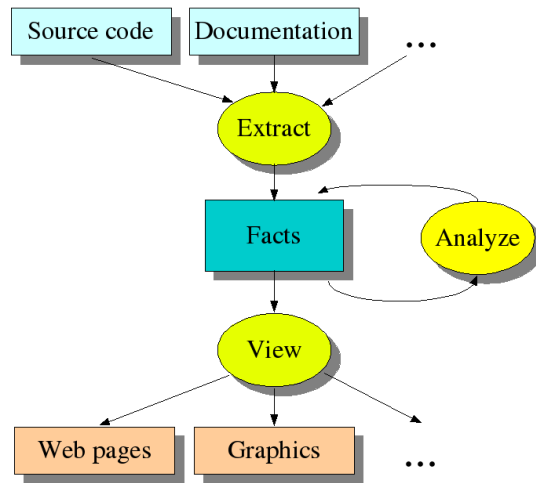 Source code
Documentation
...
Extract
Facts
Analyze
View
Web pages
Graphics
...